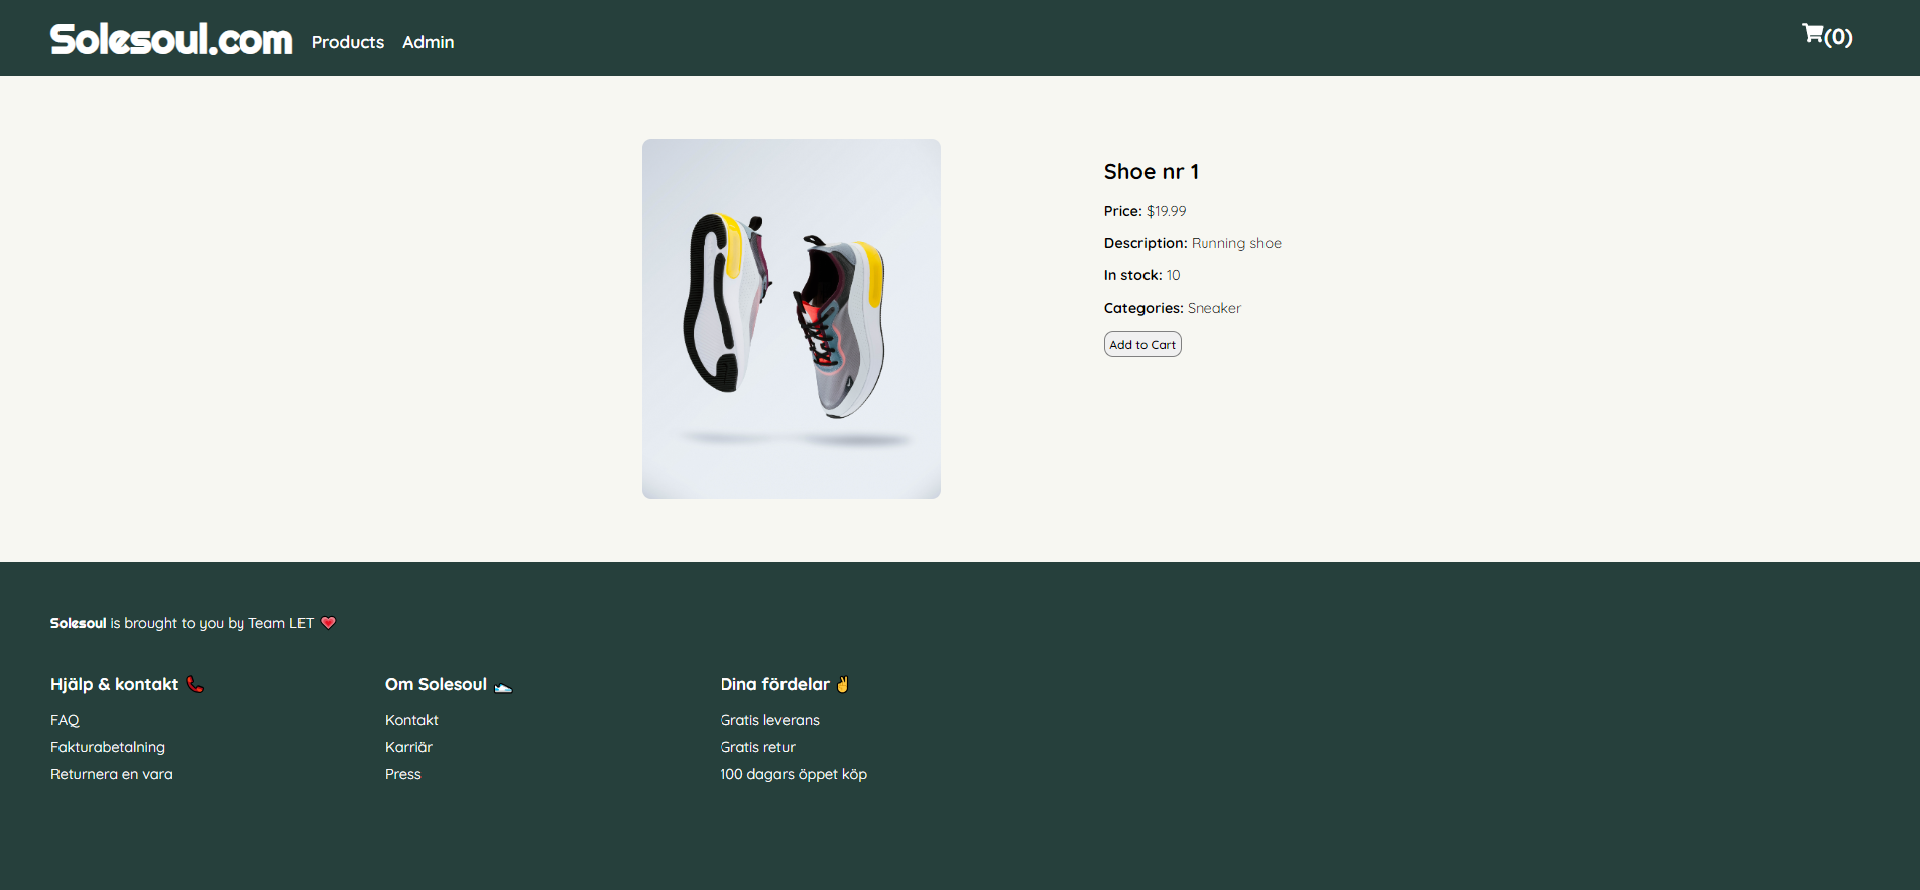 Solesoul.com Products Admin (0)
Shoe nr 1
Price: $19.99
Description: Running shoe
In stock: 10
Categories: Sneaker
Add to Cart
Solesoul is brought to you by Team LET ❤️
Hjälp & kontakt 📞
FAQ
Fakturabetalning
Returnera en vara
Om Solesoul 👟
Kontakt
Karriär
Press
Dina fördelar ✌️
Gratis leverans
Gratis retur
100 dagars öppet köp